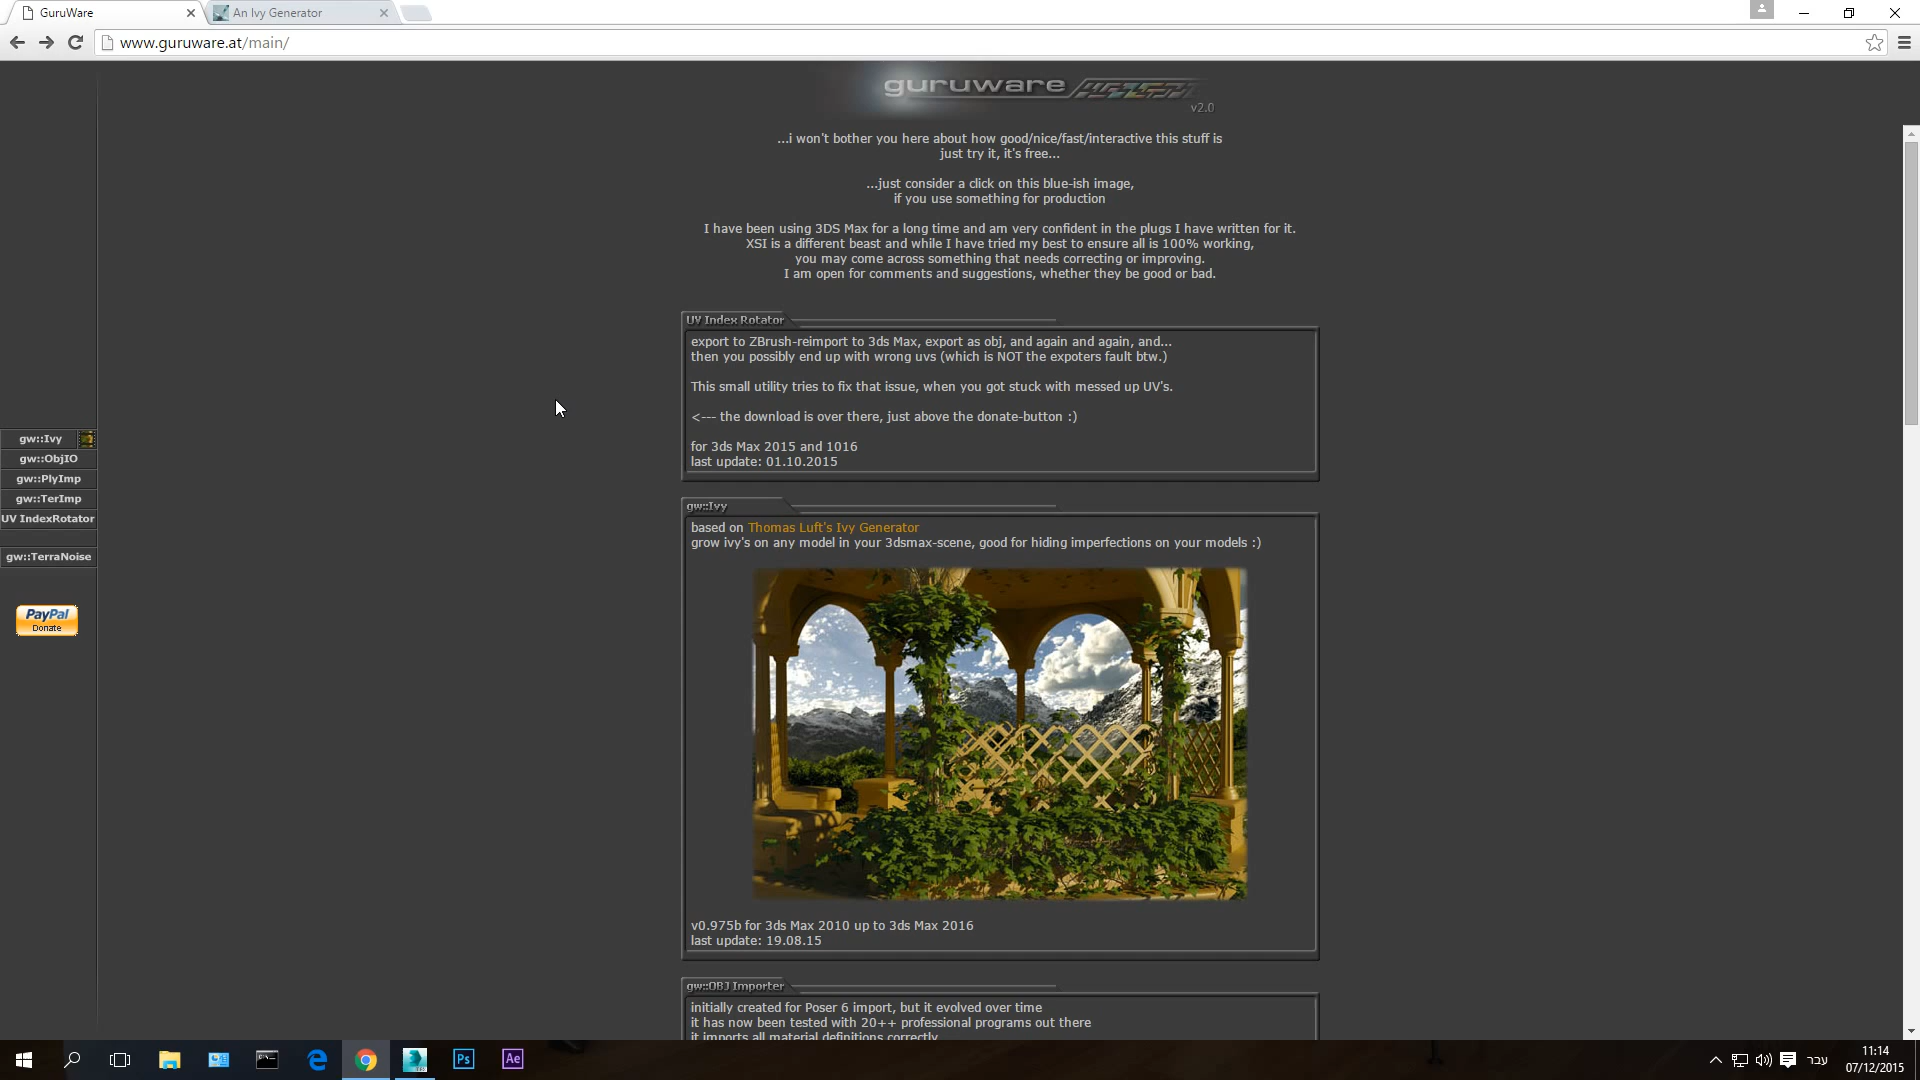 GuruWare
An Ivy Generator
www.guruware.at/main/
guruware
v2.0
...i won't bother you here about how good/nice/fast/interactive this stuff is
just try it, it's free...
...just consider a click on this blue-ish image,
if you use something for production
I have been using 3DS Max for a long time and am very confident in the plugs I have written for it.
XSI is a different beast and while I have tried my best to ensure all is 100% working,
you may come across something that needs correcting or improving.
I am open for comments and suggestions, whether they be good or bad.
gw::Ivy
gw::ObjIO
gw::PlyImp
gw::TerImp
UV IndexRotator
gw::TerraNoise
PayPal
Donate
UV Index Rotator
export to ZBrush-reimport to 3ds Max, export as obj, and again and again, and...
then you possibly end up with wrong uvs (which is NOT the expoters fault btw.)
This small utility tries to fix that issue, when you got stuck with messed up UV's.
<--- the download is over there, just above the donate-button :)
for 3ds Max 2015 and 1016
last update: 01.10.2015
gw::Ivy
based on Thomas Luft's Ivy Generator
grow ivy's on any model in your 3dsmax-scene, good for hiding imperfections on your models :)
v0.975b for 3ds Max 2010 up to 3ds Max 2016
last update: 19.08.15
gw::OBJ Importer
initially created for Poser 6 import, but it evolved over time
it has now been tested with 20++ professional programs out there
it imports all material definitions correctly
Ps
Ae
עבר
11:14
07/12/2015